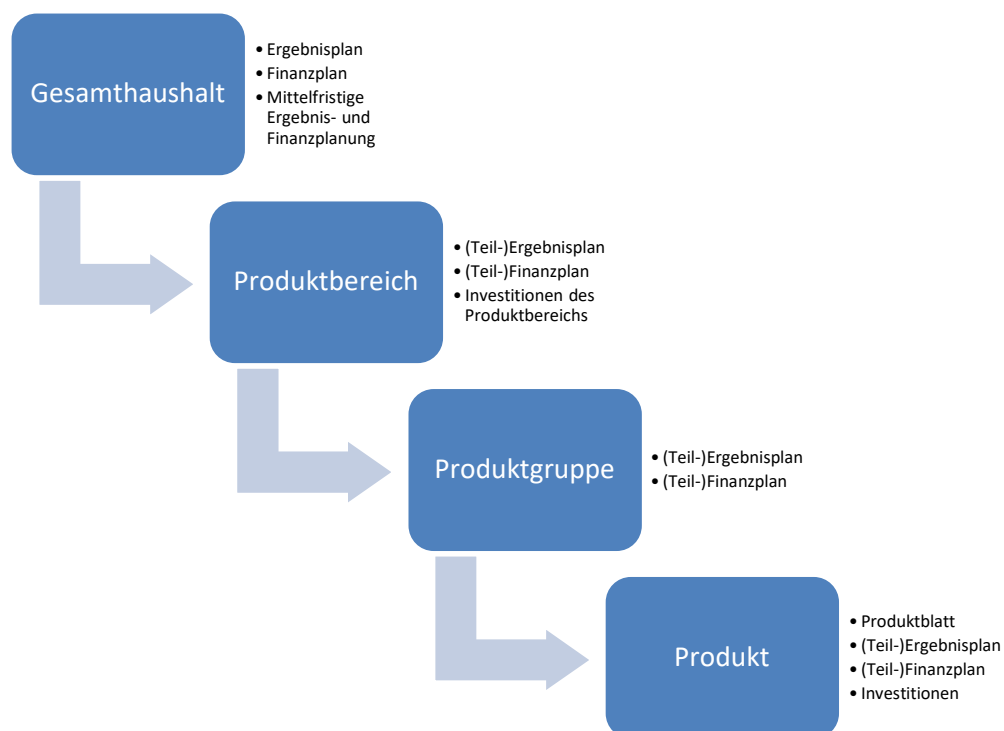 Gesamthaushalt
• Ergebnisplan
• Finanzplan
• Mittelfristige
Ergebnis- und
Finanzplanung
Produktbereich
• (Teil-)Ergebnisplan
• (Teil-)Finanzplan
• Investitionen des
Produktbereichs
Produktgruppe
• (Teil-)Ergebnisplan
• (Teil-)Finanzplan
Produkt
• Produktblatt
• (Teil-)Ergebnisplan
• (Teil-)Finanzplan
• Investitionen